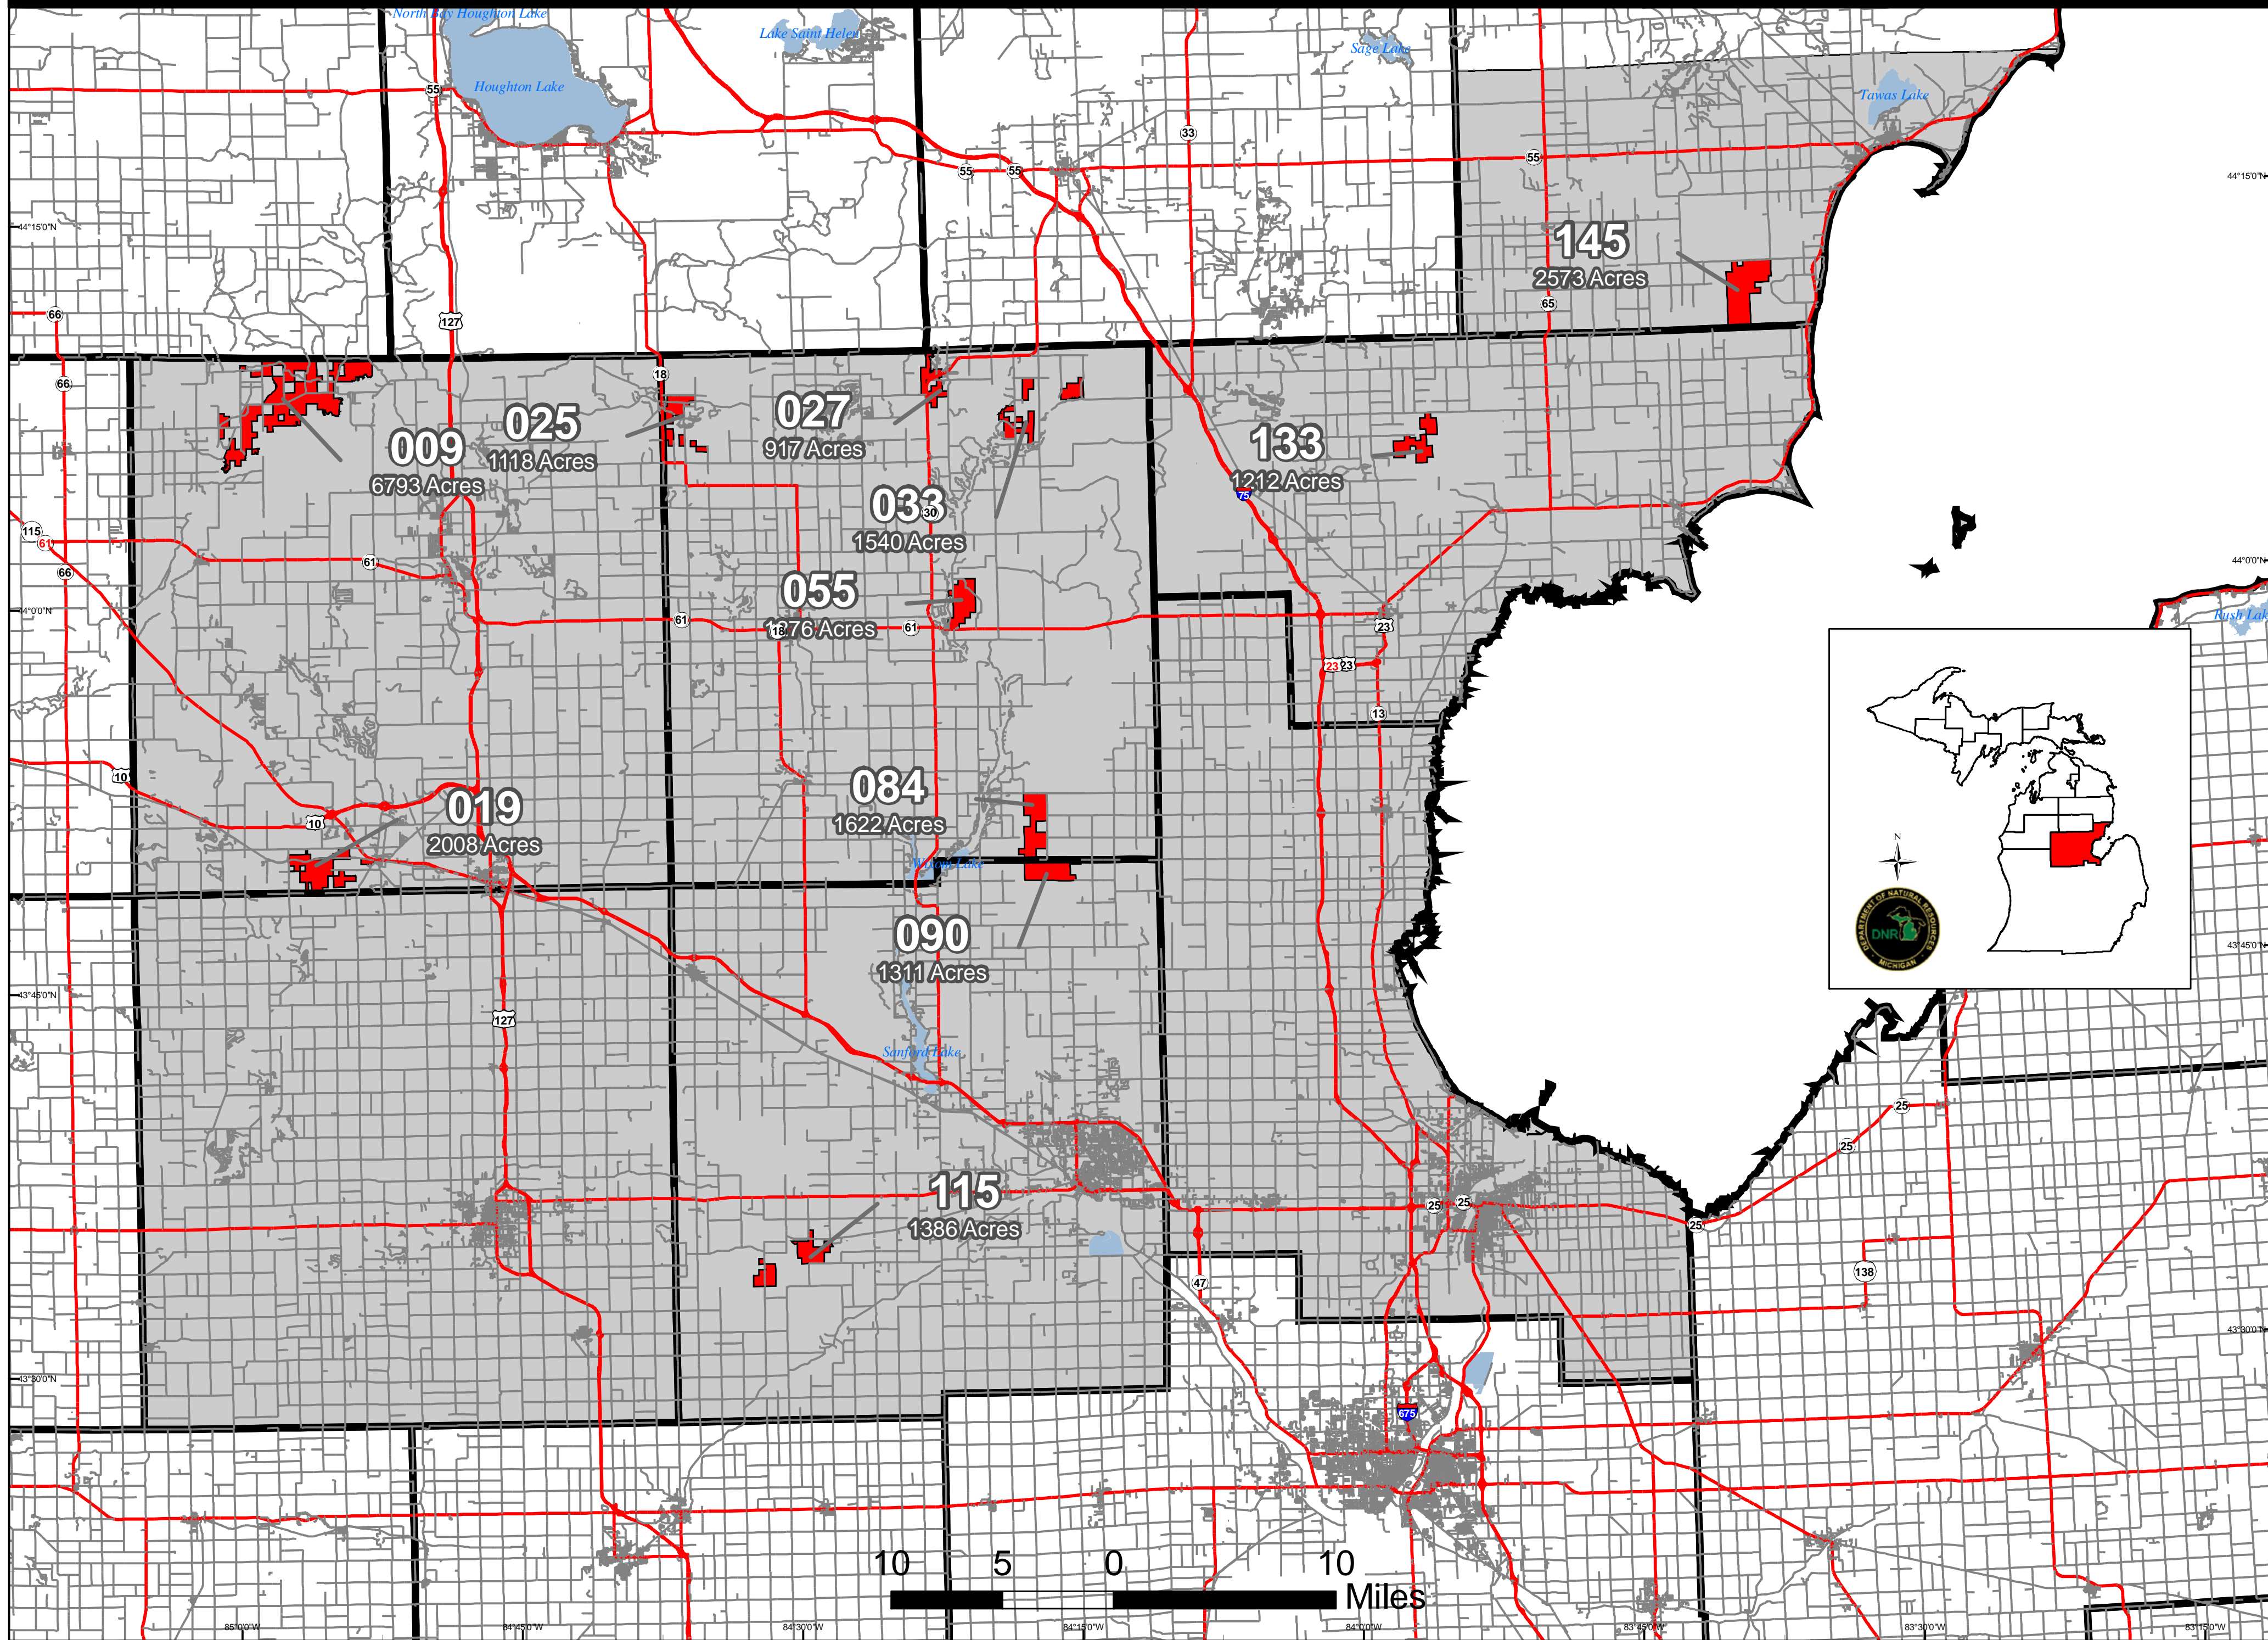 North Bay Houghton Lake
Lake Saint Helen
Sage Lake
Houghton Lake
Tawas Lake
55
33
55
55
55
44°15'0"N
44°15'0"N
145
2573 Acres
65
66
127
66
18
009
6793 Acres
025
1118 Acres
027
917 Acres
133
1212 Acres
75
033
30
1540 Acres
115
61
66
61
44°0'0"N
44°0'0"N
055
Acres
18
61
61
23
23
23
13
Rush
10
10
019
2008 Acres
084
1622 Acres
Lake
090
1311 Acres
N
DEPARTMENT OF NATURAL RESOURCES
DNR
MICHIGAN
43°45'0"N
43°45'0"N
127
Sanford Lake
25
25
115
1386 Acres
25
25
25
47
138
43°30'0"N
43°30'0"N
675
10 5 0 10
Miles
85°0'0"W
84°45'0"W
84°30'0"W
84°15'0"W
84°0'0"W
83°45'0"W
83°30'0"W
83°15'0"W